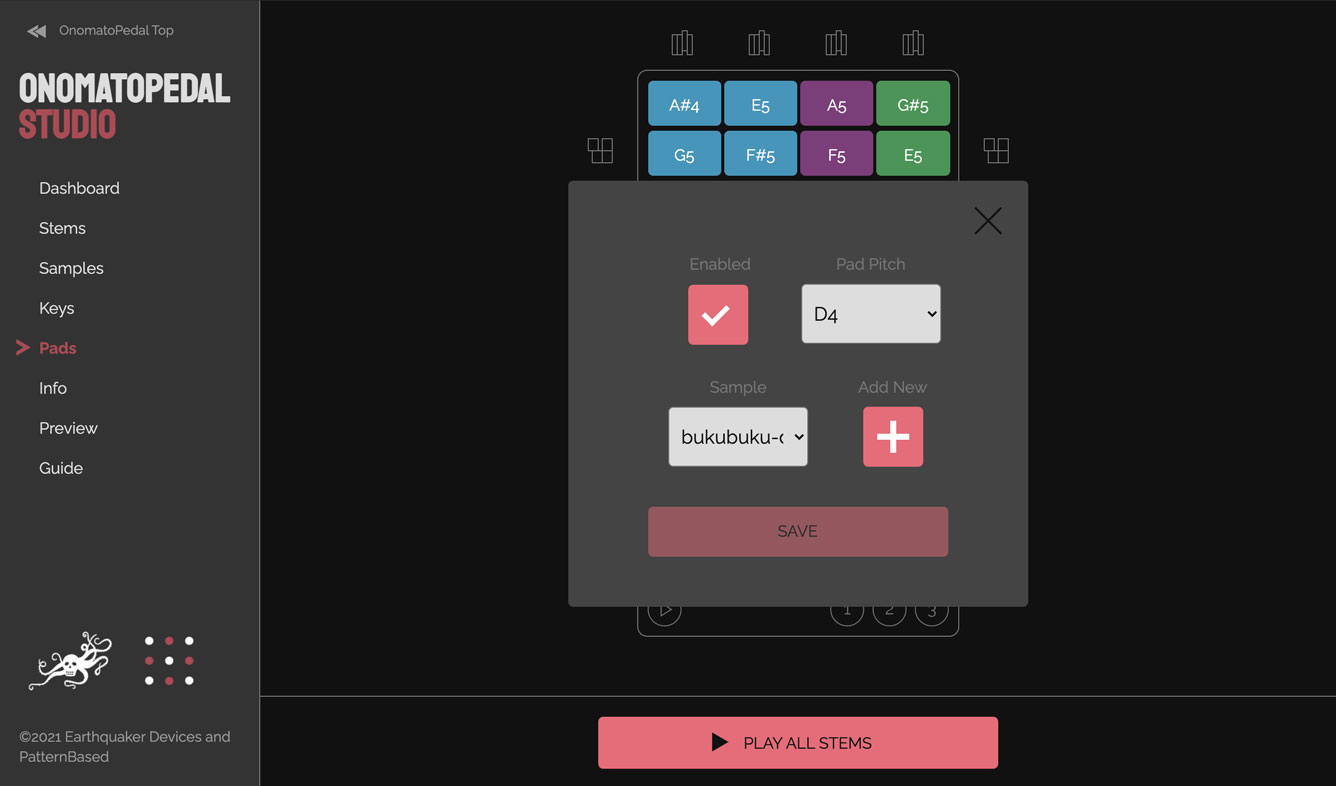 OnomatoPedal Top
ONOMATOPEDAL
STUDIO
Dashboard
Stems
Samples
Keys
Pads
Info
Preview
Guide
©2021 Earthquaker Devices and
PatternBased
A#4 E5 A5 G#5
G5 F#5 F5 E5
Enabled Pad Pitch
D4
Sample Add New
bukubuku-
SAVE
1 2 3
PLAY ALL STEMS